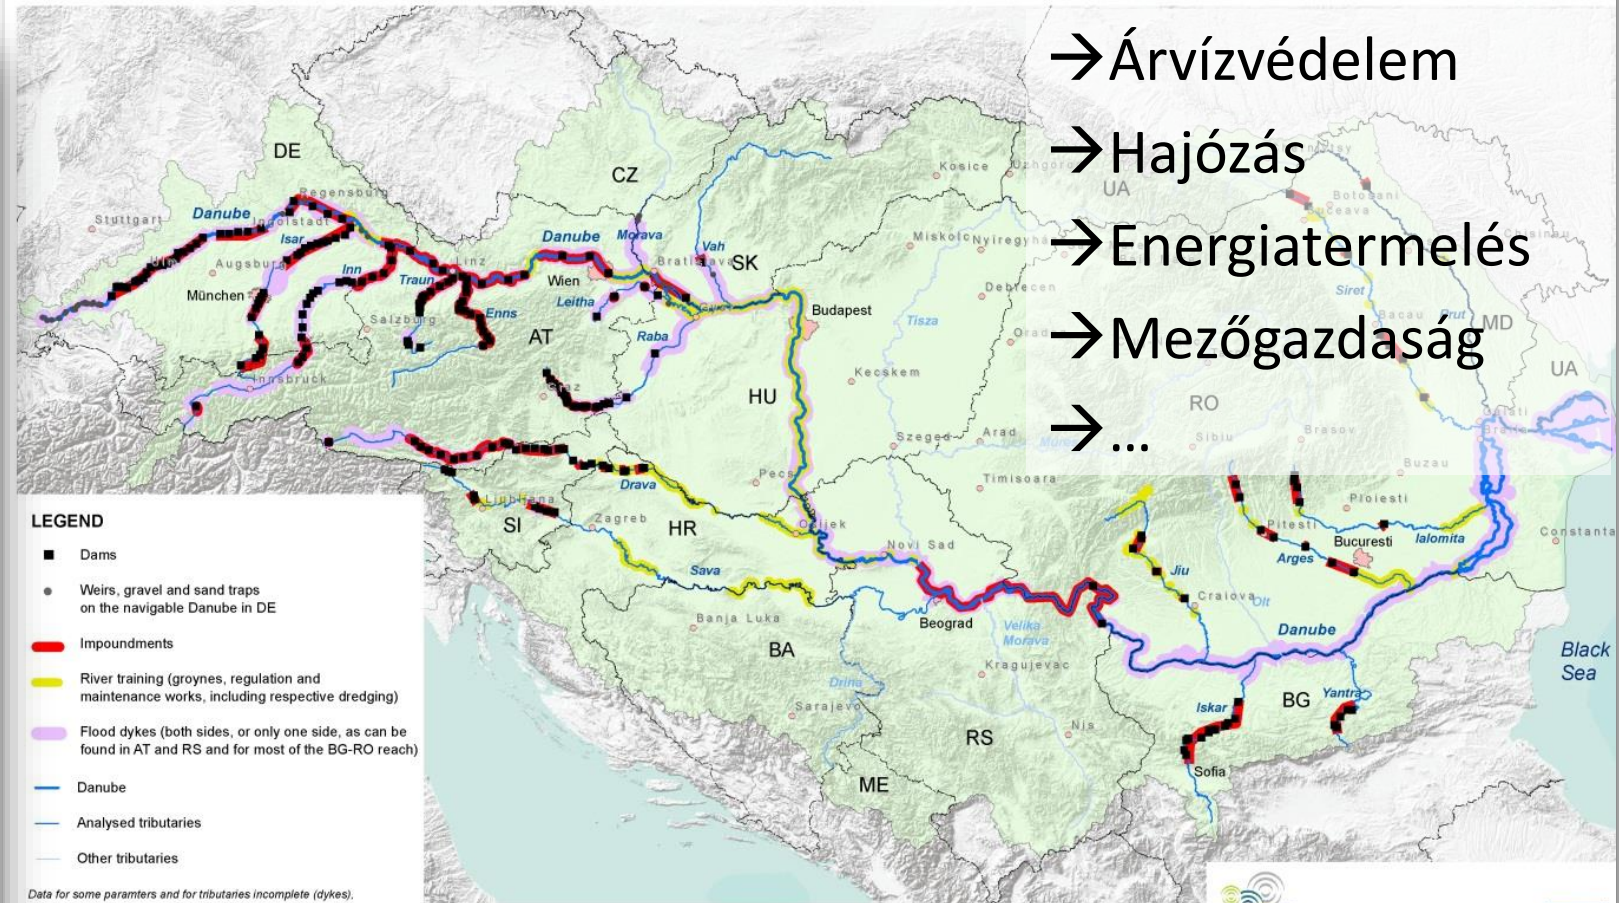 →Árvízvédelem
→Hajózás
→Energiatermelés
→Mezőgazdaság
→...
DE
CZ
SK
AT
HU
SI
HR
BA
RS
ME
BG
RO
MD
UA
UA
Danube
Regensburg
Ingolstadt
Stuttgart
Isar
Ulm
Augsburg
München
Inn
Traun
Linz
Salzburg
Enns
Innsbruck
Danube
Wien
Leitha
Morava
Bratislava
Vah
Raba
Graz
Budapest
Kosice
Miskolc
Debrecen
Tisza
Kecskem
Szeged
Arad
Timisoara
Pecs
Drava
Osijek
Ljubljana
Zagreb
Sava
Novi Sad
Banja Luka
Beograd
Velika
Morava
Kragujevac
Drina
Sarajevo
Nis
Botosani
Siret
Bacau
Prut
Sibiu
Brasov
Galati
Buzau
Ploiesti
Pitesti
Bucuresti
Ialomita
Constanta
Arges
Jiu
Craiova
Olt
Danube
Black
Sea
Iskar
Yantra
Sofia
LEGEND
Dams
Weirs, gravel and sand traps
on the navigable Danube in DE
Impoundments
River training (groynes, regulation and
maintenance works, including respective dredging)
Flood dykes (both sides, or only one side, as can be
found in AT and RS and for most of the BG-RO reach)
Danube
Analysed tributaries
Other tributaries
Data for some paramters and for tributaries incomplete (dykes),